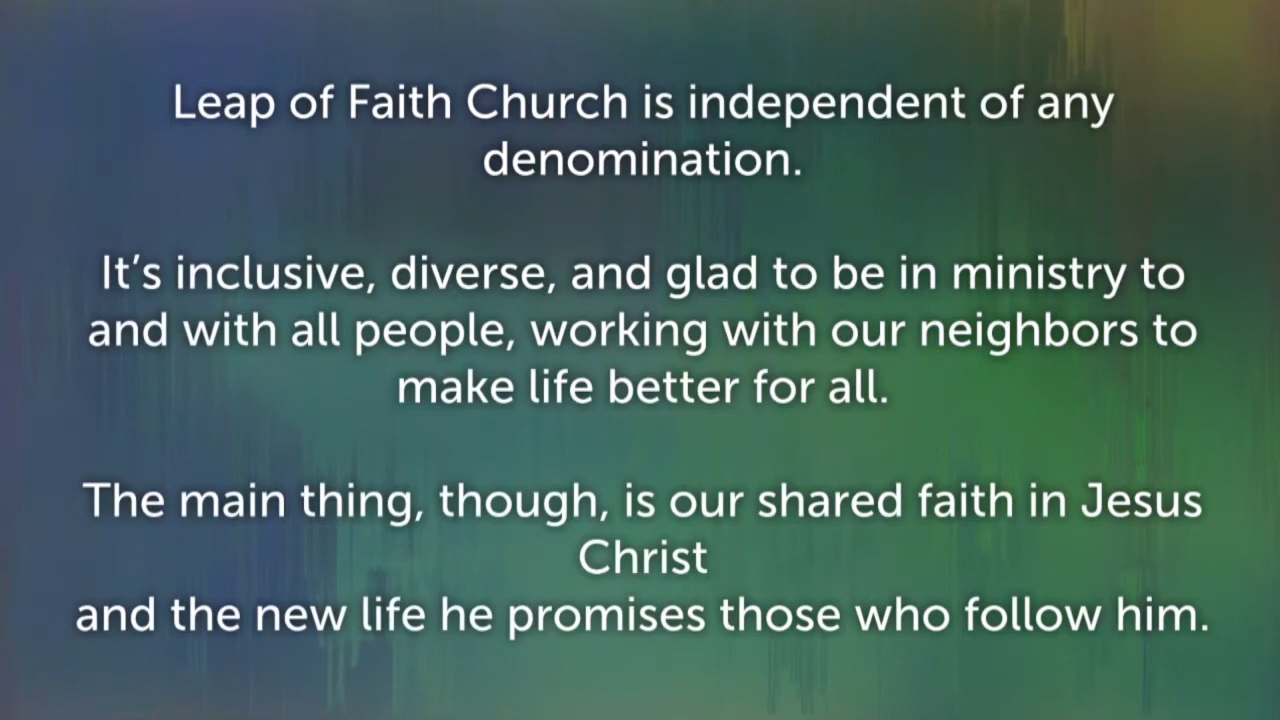 Leap of Faith Church is independent of any
denomination.
It’s inclusive, diverse, and glad to be in ministry to
and with all people, working with our neighbors to
make life better for all.
The main thing, though, is our shared faith in Jesus
Christ
and the new life he promises those who follow him.